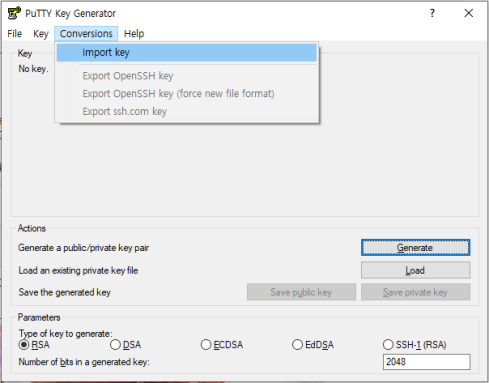 PuTTY Key Generator
? ×
File Key Conversions Help
Import key
Export OpenSSH key
Export OpenSSH key (force new file format)
Export ssh.com key
Key
No key.
Actions
Generate a public/private key pair
Generate
Load an existing private key file
Load
Save the generated key
Save public key
Save private key
Parameters
Type of key to generate:
RSA DSA ECDSA EdDSA SSH-1 (RSA)
Number of bits in a generated key:
2048